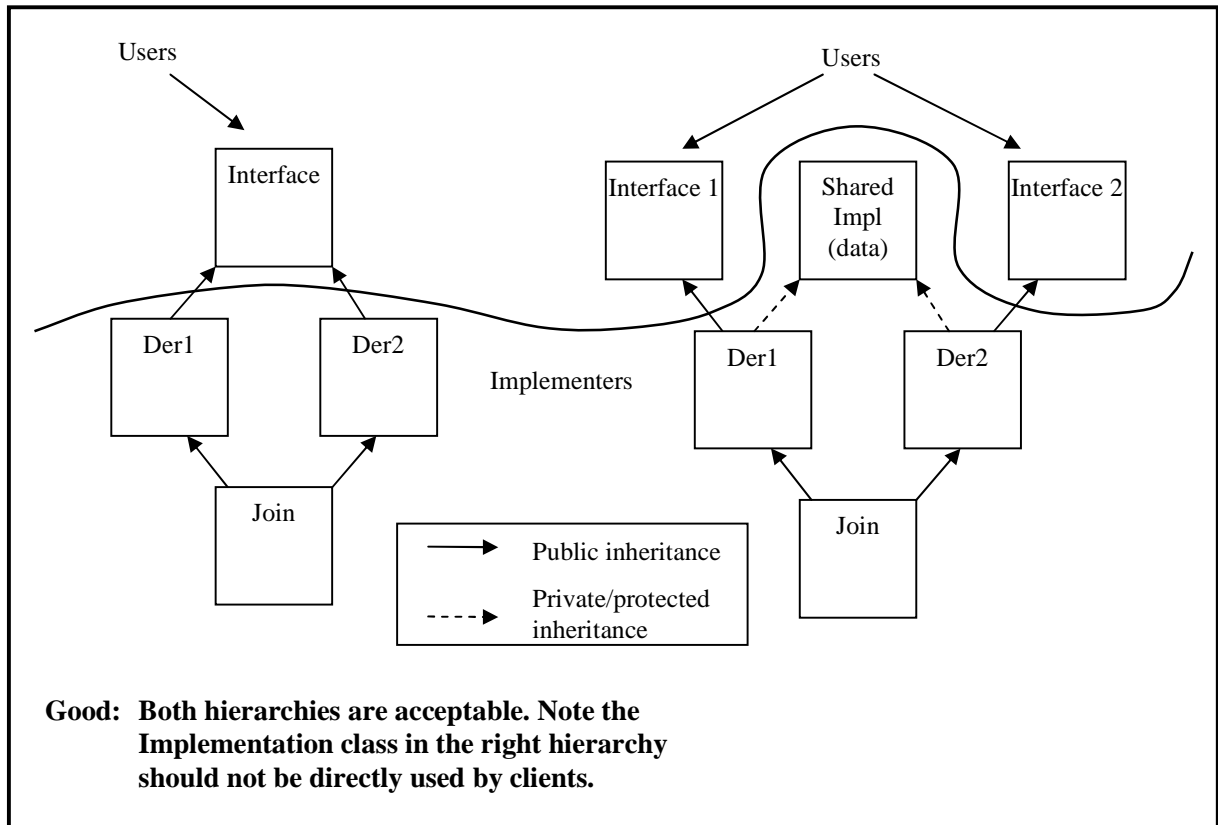 Users
Users
Interface
Interface 1
Shared
Impl
(data)
Interface 2
Der1
Der2
Implementers
Der1
Der2
Join
Join
Public inheritance
Private/protected
inheritance
Good: Both hierarchies are acceptable. Note the
Implementation class in the right hierarchy
should not be directly used by clients.